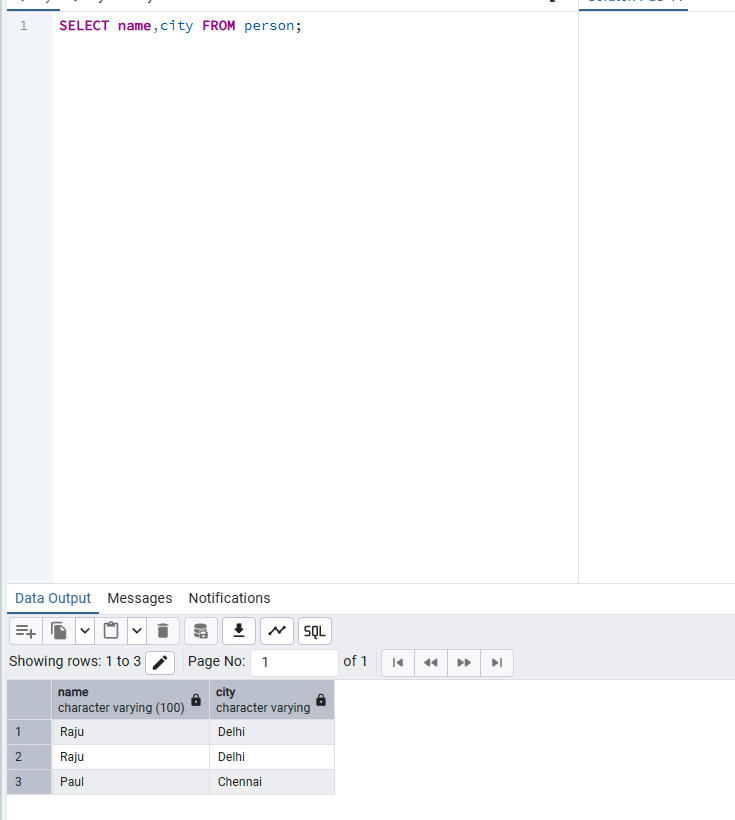 1 SELECT name,city FROM person;
Data Output Messages Notifications
SQL
Showing rows: 1 to 3 Page No: 1 of 1
name city
character varying (100) character varying
1 Raju Delhi
2 Raju Delhi
3 Paul Chennai